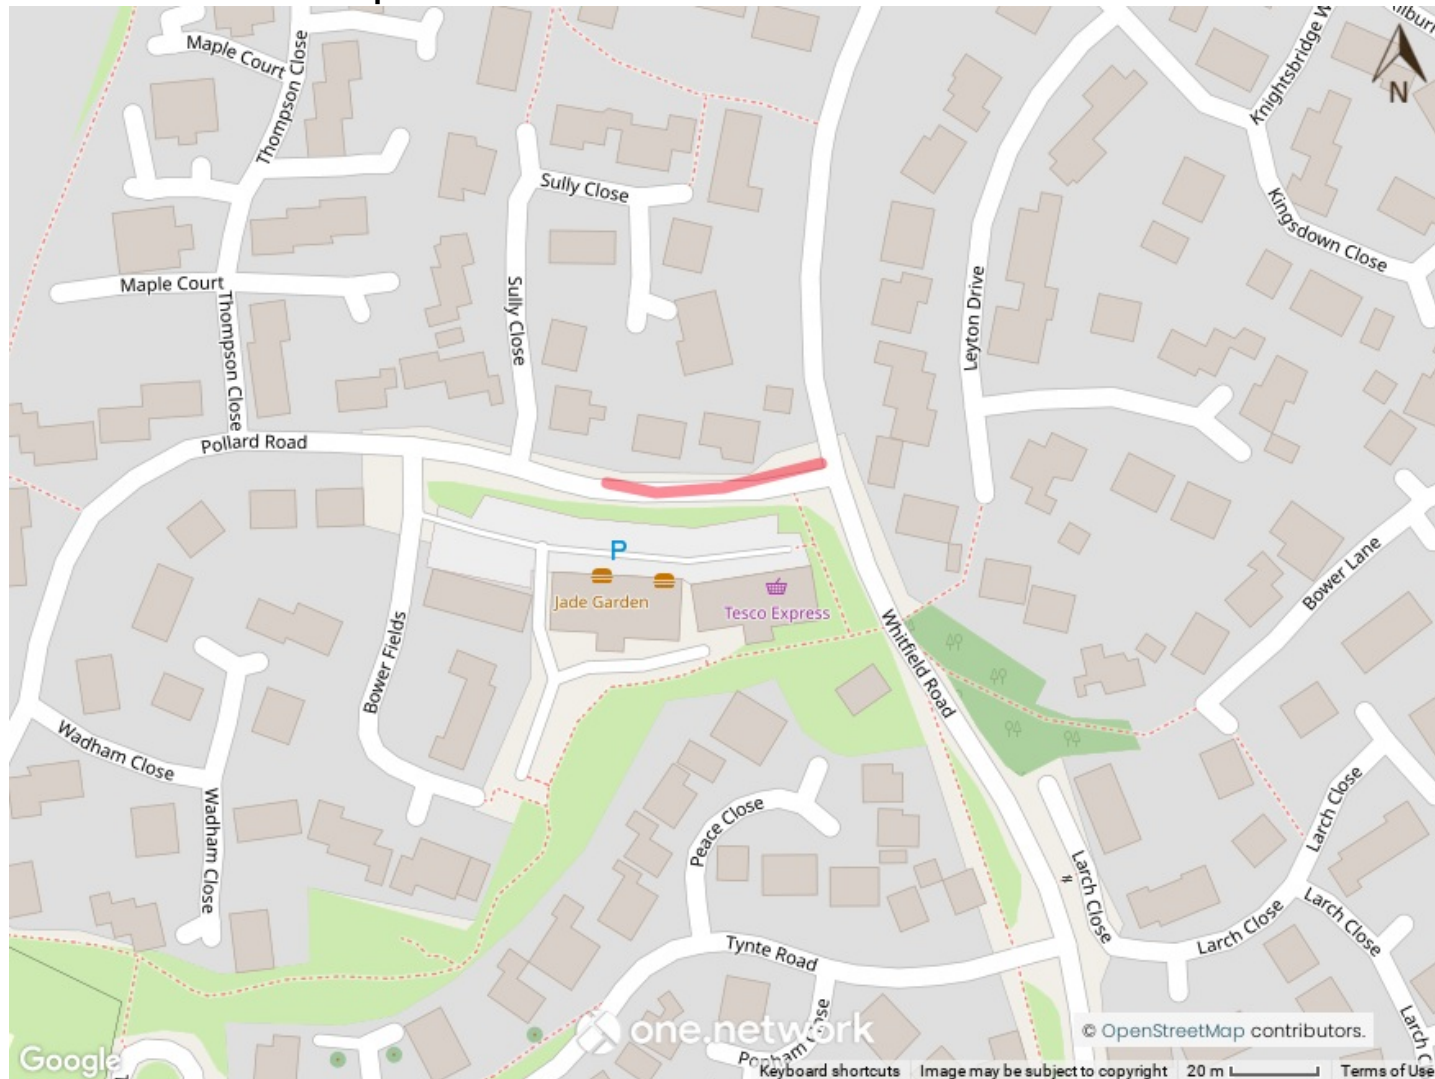 Maple Court
Thompson Close
Knightsbridge W
N
Sully Close
Kingsdown Close
Maple Court
Thompson Close
Sully Close
Leyton Drive
Pollard Road
P
Jade Garden
Tesco Express
Bower Lane
Bower Fields
Whitfield Road
Wadham Close
Wadham Close
Peace Close
Larch Close
Larch Close
Larch Close
Larch Close
Tynte Road
Larch C
Popham Close
one.network
© OpenStreetMap contributors.
Google
Keyboard shortcuts
Image may be subject to copyright
20 m
Terms of Use